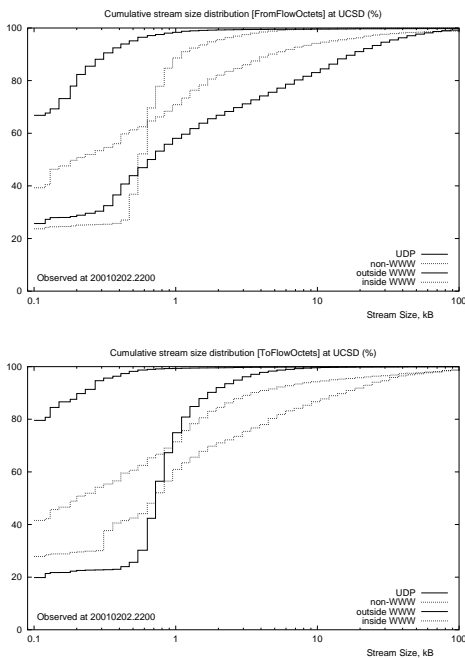 Cumulative stream size distribution [FromFlowOctets] at UCSD (%)
100
80
60
40
20
0
UDP
non-WWW
outside WWW
inside WWW
Observed at 20010202.2200
0.1 1 10 100
Stream Size, kB
Cumulative stream size distribution [ToFlowOctets] at UCSD (%)
100
80
60
40
20
0
UDP
non-WWW
outside WWW
inside WWW
Observed at 20010202.2200
0.1 1 10 100
Stream Size, kB